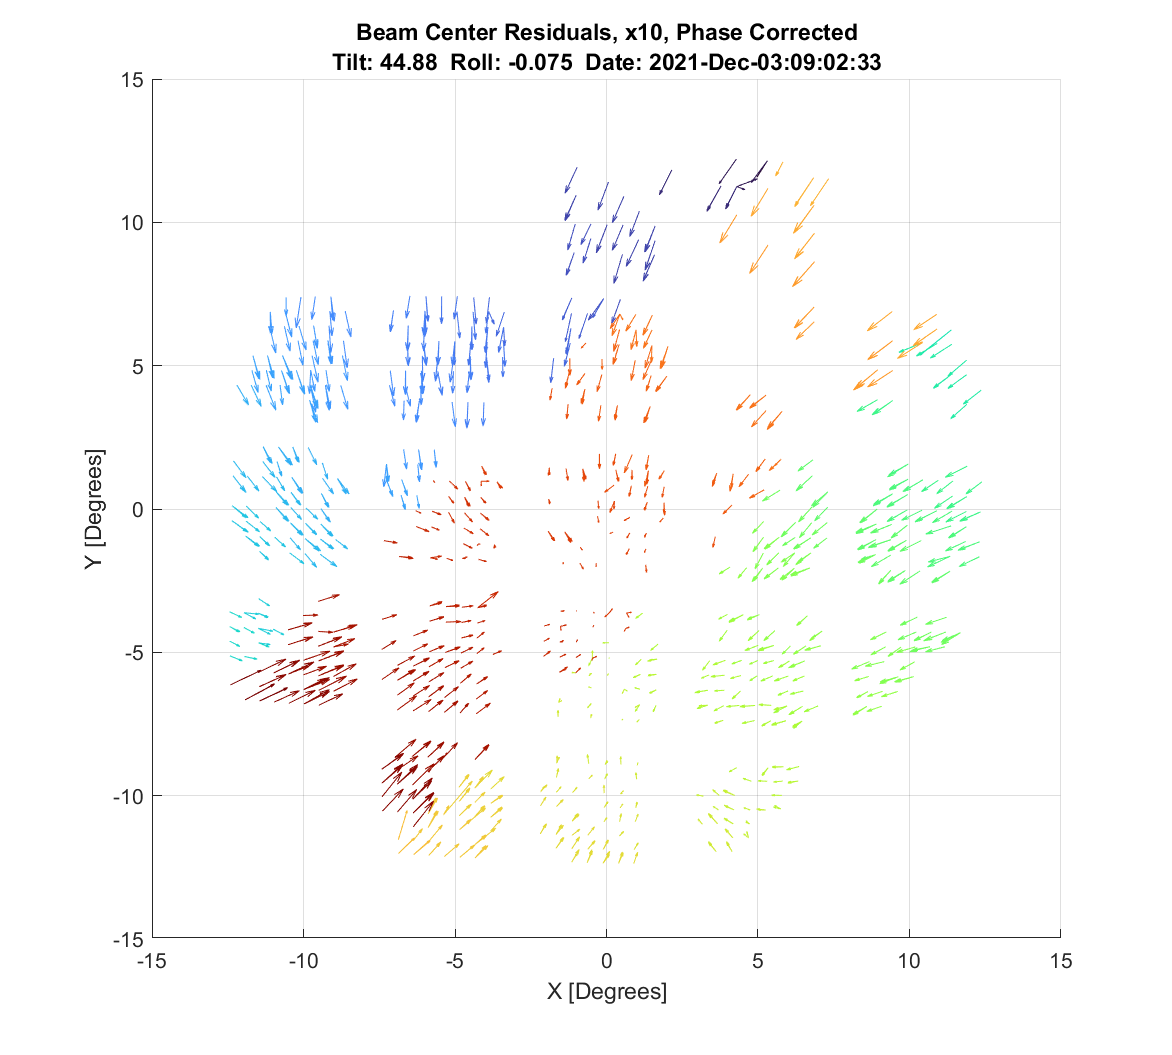 Beam Center Residuals, x10, Phase Corrected
Tilt: 44.88 Roll: -0.075 Date: 2021-Dec-03:09:02:33
15
10
5
0
-5
-10
-15
Y [Degrees]
-15 -10 -5 0 5 10 15
X [Degrees]